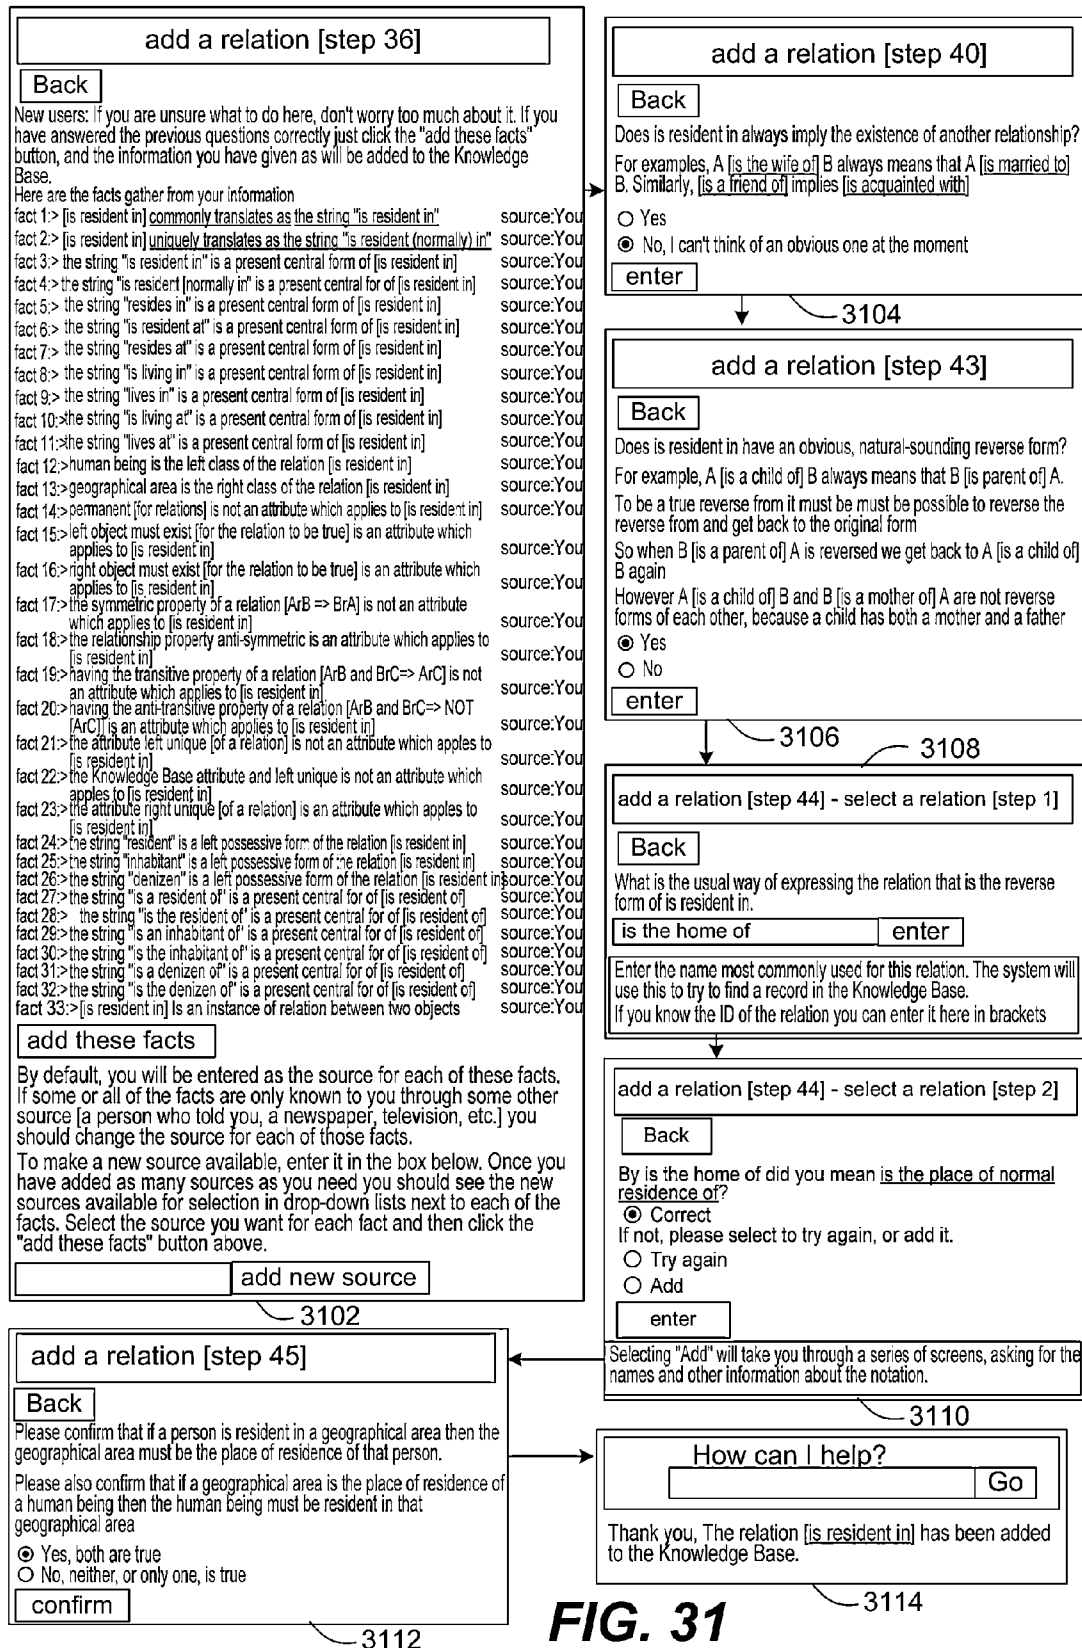 add a relation [step 36]
Back
New users: If you are unsure what to do here, don't worry too much about it. If you
have answered the previous questions correctly just click the "add these facts"
button, and the information you have given as will be added to the Knowledge
Base.
Here are the facts gather from your information
fact 1:> [is resident in] commonly translates as the string "is resident in" source:You
fact 2:> [is resident in] uniquely translates as the string "is resident (normally) in" source:You
fact 3:> the string "is resident in" is a present central form of [is resident in] source:You
fact 4:> the string "is resident [normally in" is a present central for of [is resident in] source:You
fact 5:> the string "resides in" is a present central form of [is resident in] source:You
fact 6:> the string "is resident at" is a present central form of [is resident in] source:You
fact 7:> the string "resides at" is a present central form of [is resident in] source:You
fact 8:> the string "is living in" is a present central form of [is resident in] source:You
fact 9:> the string "lives in" is a present central form of [is resident in] source:You
fact 10:>the string "is living at" is a present central form of [is resident in] source:You
fact 11:>the string "lives at" is a present central form of [is resident in] source:You
fact 12:>human being is the left class of the relation [is resident in] source:You
fact 13:>geographical area is the right class of the relation [is resident in] source:You
fact 14:>permanent [for relations] is not an attribute which applies to [is resident in] source:You
fact 15:>left object must exist [for the relation to be true] is an attribute which
applies to [is resident in] source:You
fact 16:>right object must exist [for the relation to be true] is an attribute which
applies to [is resident in] source:You
fact 17:>the symmetric property of a relation [ArB => BrA] is not an attribute
which applies to [is resident in] source:You
fact 18:>the relationship property anti-symmetric is an attribute which applies to
[is resident in] source:You
fact 19:>having the transitive property of a relation [ArB and BrC=> ArC] is not
an attribute which applies to [is resident in] source:You
fact 20:>having the anti-transitive property of a relation [ArB and BrC=> NOT
[ArC]] is an attribute which applies to [is resident in] source:You
fact 21:>the attribute left unique [of a relation] is not an attribute which apples to
[is resident in] source:You
fact 22:>the Knowledge Base attribute and left unique is not an attribute which
apples to [is resident in] source:You
fact 23:>the attribute right unique [of a relation] is an attribute which apples to
[is resident in] source:You
fact 24:>the string "resident" is a left possessive form of the relation [is resident in] source:You
fact 25:>the string "inhabitant" is a left possessive form of the relation [is resident in] source:You
fact 26:>the string "denizen" is a left possessive form of the relation [is resident in] source:You
fact 27:>the string "is a resident of" is a present central for of [is resident of] source:You
fact 28:> the string "is the resident of" is a present central for of [is resident of] source:You
fact 29:>the string "is an inhabitant of" is a present central for of [is resident of] source:You
fact 30:>the string "is the inhabitant of" is a present central for of [is resident of] source:You
fact 31:>the string "is a denizen of" is a present central for of [is resident of] source:You
fact 32:>the string "is the denizen of" is a present central for of [is resident of] source:You
fact 33:>[is resident in] Is an instance of relation between two objects source:You
add these facts
By default, you will be entered as the source for each of these facts.
If some or all of the facts are only known to you through some other
source [a person who told you, a newspaper, television, etc.] you
should change the source for each of those facts.
To make a new source available, enter it in the box below. Once you
have added as many sources as you need you should see the new
sources available for selection in drop-down lists next to each of the
facts. Select the source you want for each fact and then click the
"add these facts" button above.
add new source
3102
add a relation [step 40]
Back
Does is resident in always imply the existence of another relationship?
For examples, A [is the wife of] B always means that A [is married to]
B. Similarly, [is a friend of] implies [is acquainted with]
Yes
No, I can't think of an obvious one at the moment
enter
3104
add a relation [step 43]
Back
Does is resident in have an obvious, natural-sounding reverse form?
For example, A [is a child of] B always means that B [is parent of] A.
To be a true reverse from it must be must be possible to reverse the
reverse from and get back to the original form
So when B [is a parent of] A is reversed we get back to A [is a child of]
B again
However A [is a child of] B and B [is a mother of] A are not reverse
forms of each other, because a child has both a mother and a father
Yes
No
enter
3106
3108
add a relation [step 44] - select a relation [step 1]
Back
What is the usual way of expressing the relation that is the reverse
form of is resident in.
is the home of enter
Enter the name most commonly used for this relation. The system will
use this to try to find a record in the Knowledge Base.
If you know the ID of the relation you can enter it here in brackets
add a relation [step 44] - select a relation [step 2]
Back
By is the home of did you mean is the place of normal
residence of?
Correct
If not, please select to try again, or add it.
Try again
Add
enter
Selecting "Add" will take you through a series of screens, asking for the
names and other information about the notation.
3110
add a relation [step 45]
Back
Please confirm that if a person is resident in a geographical area then the
geographical area must be the place of residence of that person.
Please also confirm that if a geographical area is the place of residence of
a human being then the human being must be resident in that
geographical area
Yes, both are true
No, neither, or only one, is true
confirm
3112
How can I help?
Go
Thank you, The relation [is resident in] has been added
to the Knowledge Base.
3114
FIG. 31